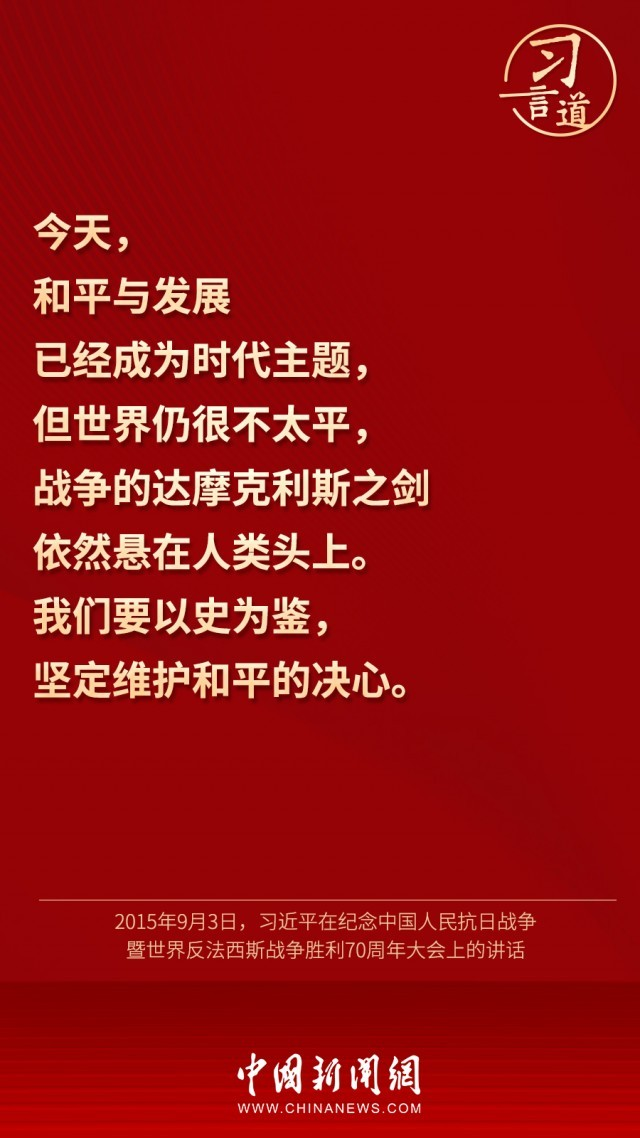 习
言道
今天，
和平与发展
已经成为时代主题，
但世界仍很不太平，
战争的达摩克利斯之剑
依然悬在人类头上。
我们要以史为鉴，
坚定维护和平的决心。
2015年9月3日，习近平在纪念中国人民抗日战争
暨世界反法西斯战争胜利70周年大会上的讲话
中国新闻網
WWW.CHINANEWS.COM